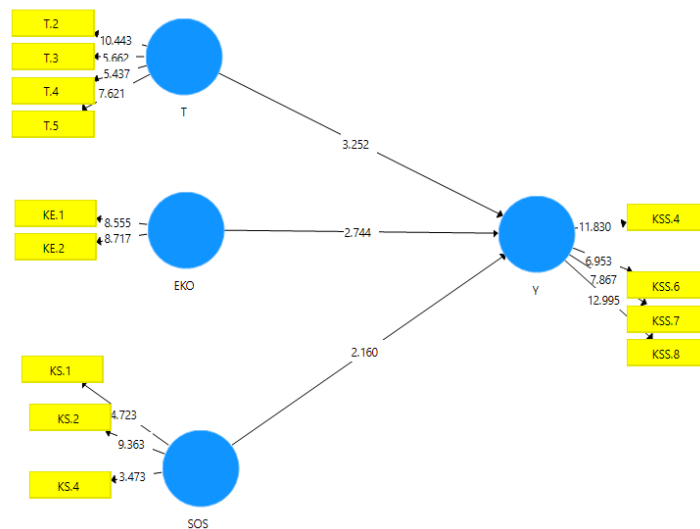 T.2
10.443
T.3
5.662
T.4
5.437
T.5
7.621
T
3.252
KE.1
8.555
KE.2
8.717
EKO
2.744
Y
11.830
KSS.4
6.953
KSS.6
7.867
KSS.7
12.995
KSS.8
2.160
KS.1
4.723
KS.2
9.363
KS.4
3.473
SOS